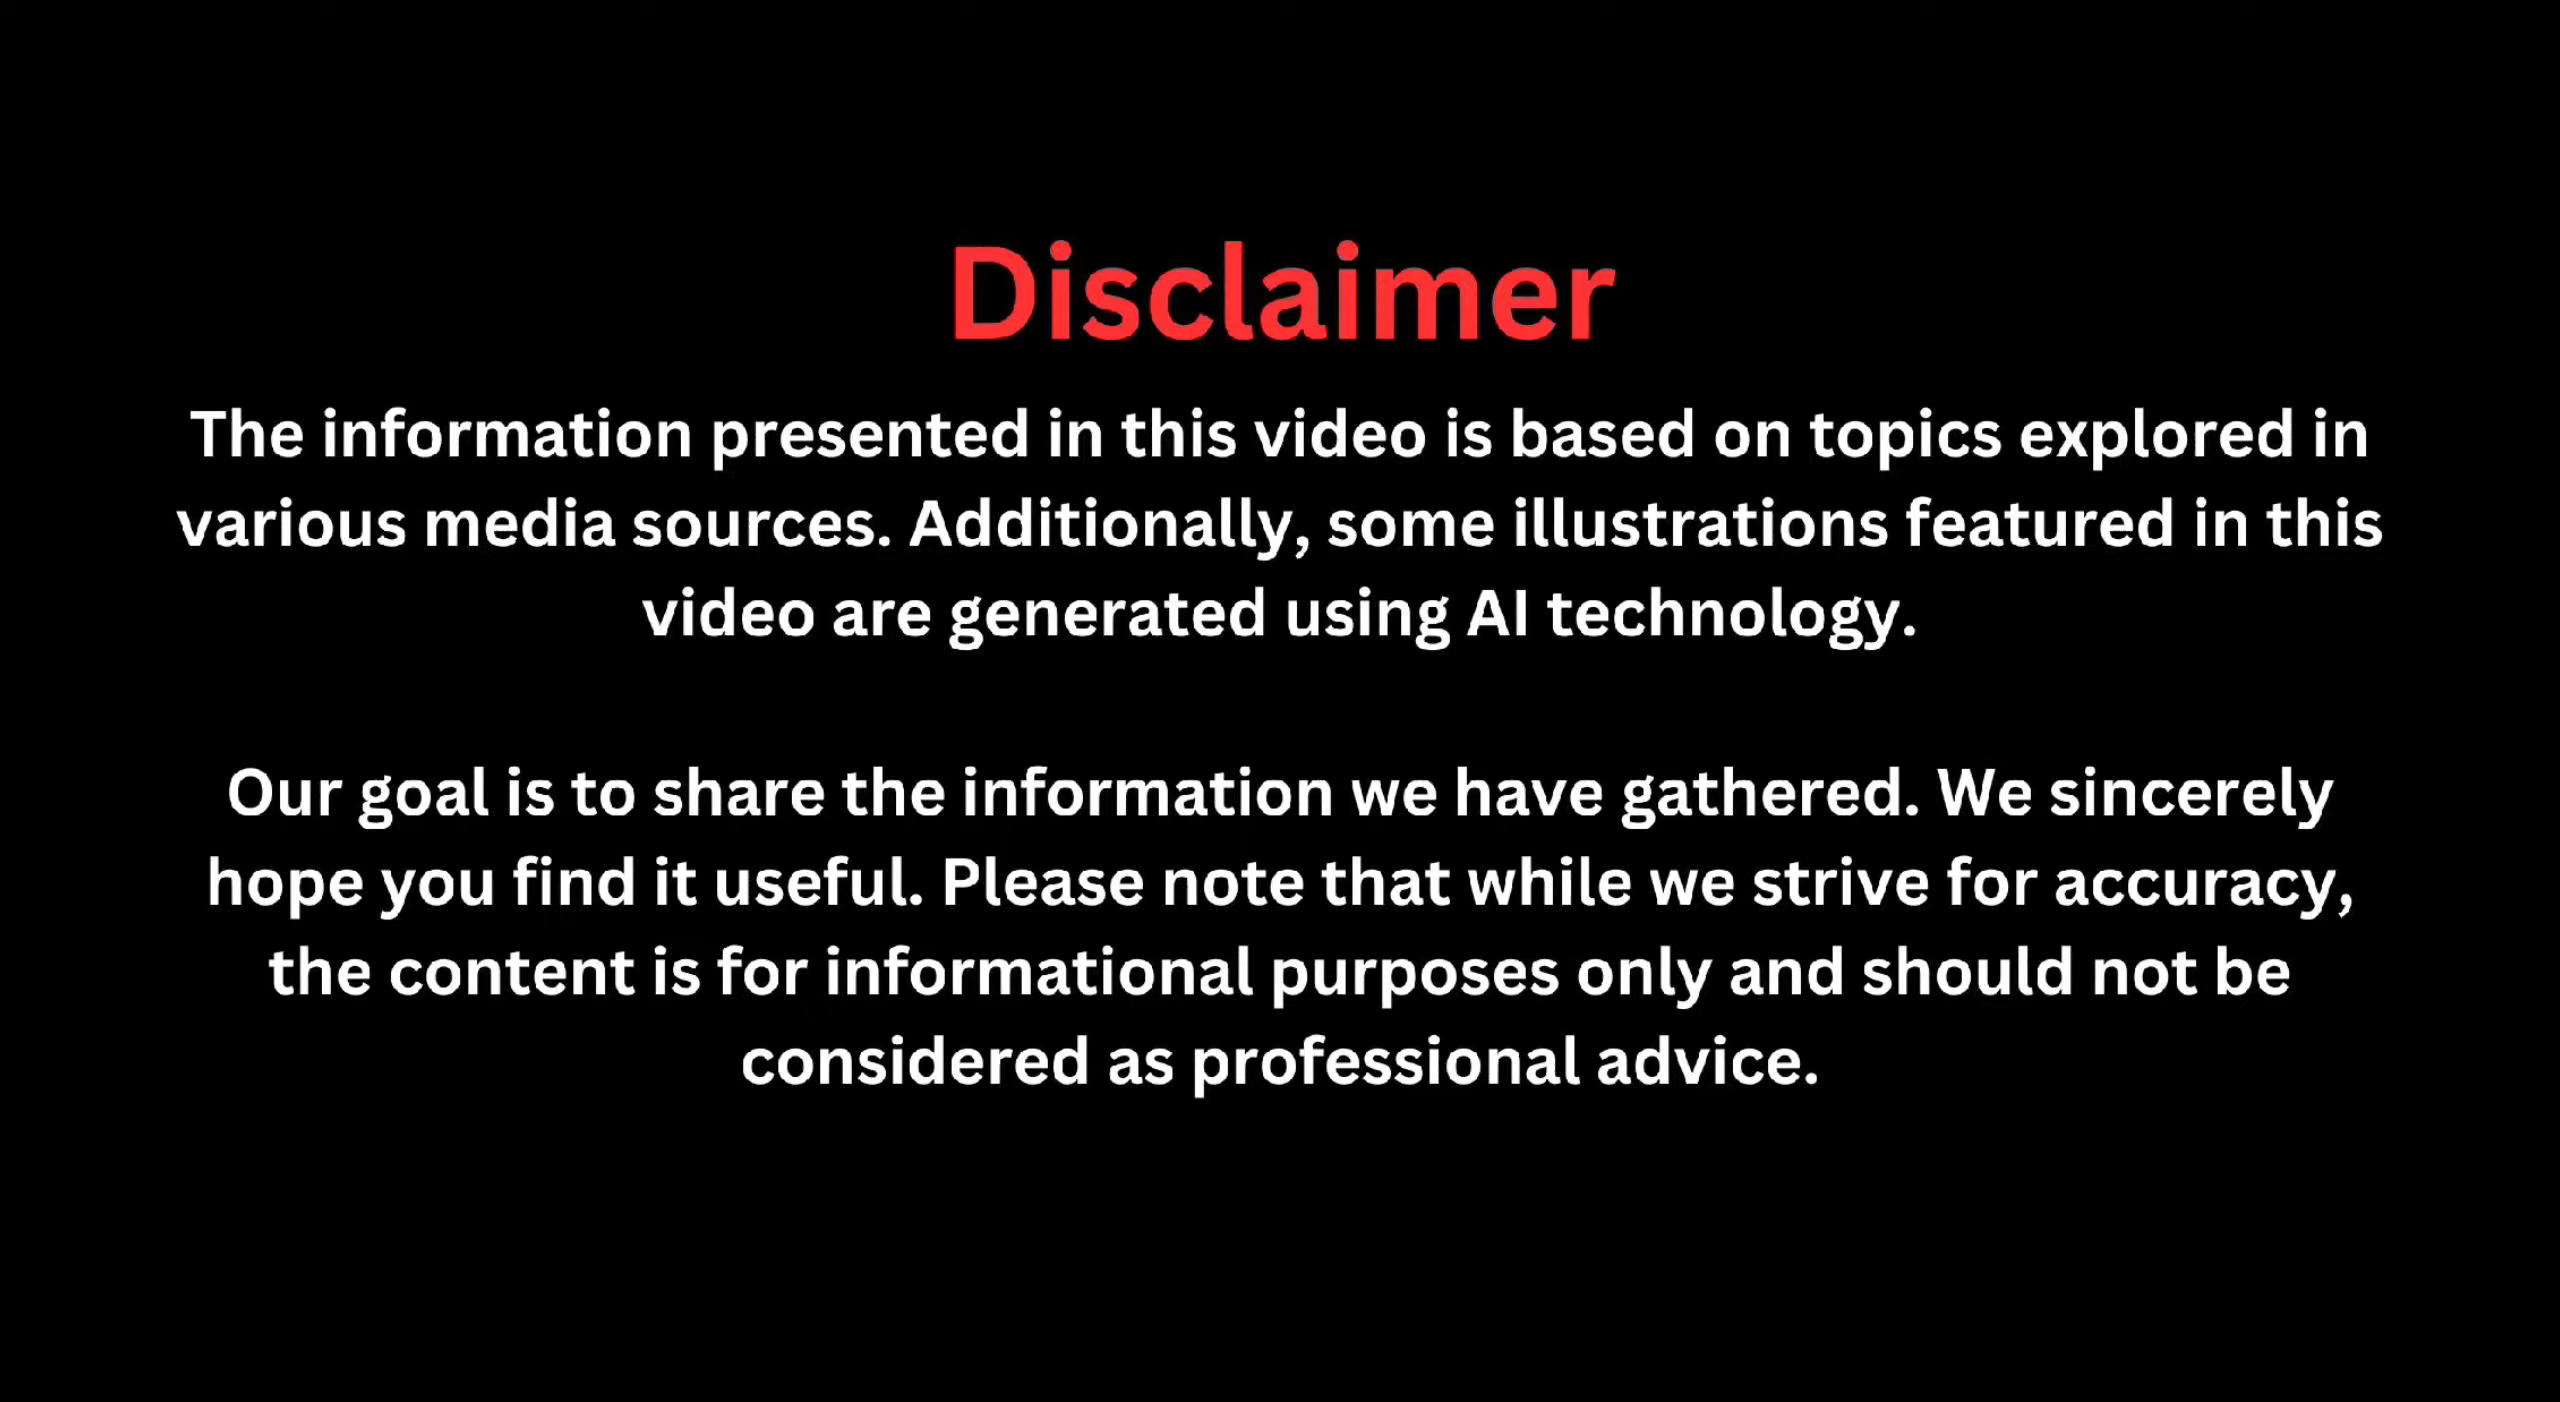 Disclaimer
The information presented in this video is based on topics explored in
various media sources. Additionally, some illustrations featured in this
video are generated using AI technology.
Our goal is to share the information we have gathered. We sincerely
hope you find it useful. Please note that while we strive for accuracy,
the content is for informational purposes only and should not be
considered as professional advice.